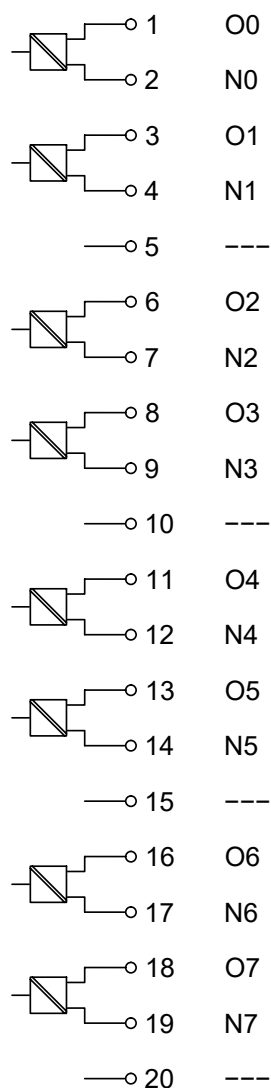 1 O0
2 N0
3 O1
4 N1
5 ---
6 O2
7 N2
8 O3
9 N3
10 ---
11 O4
12 N4
13 O5
14 N5
15 ---
16 O6
17 N6
18 O7
19 N7
20 ---